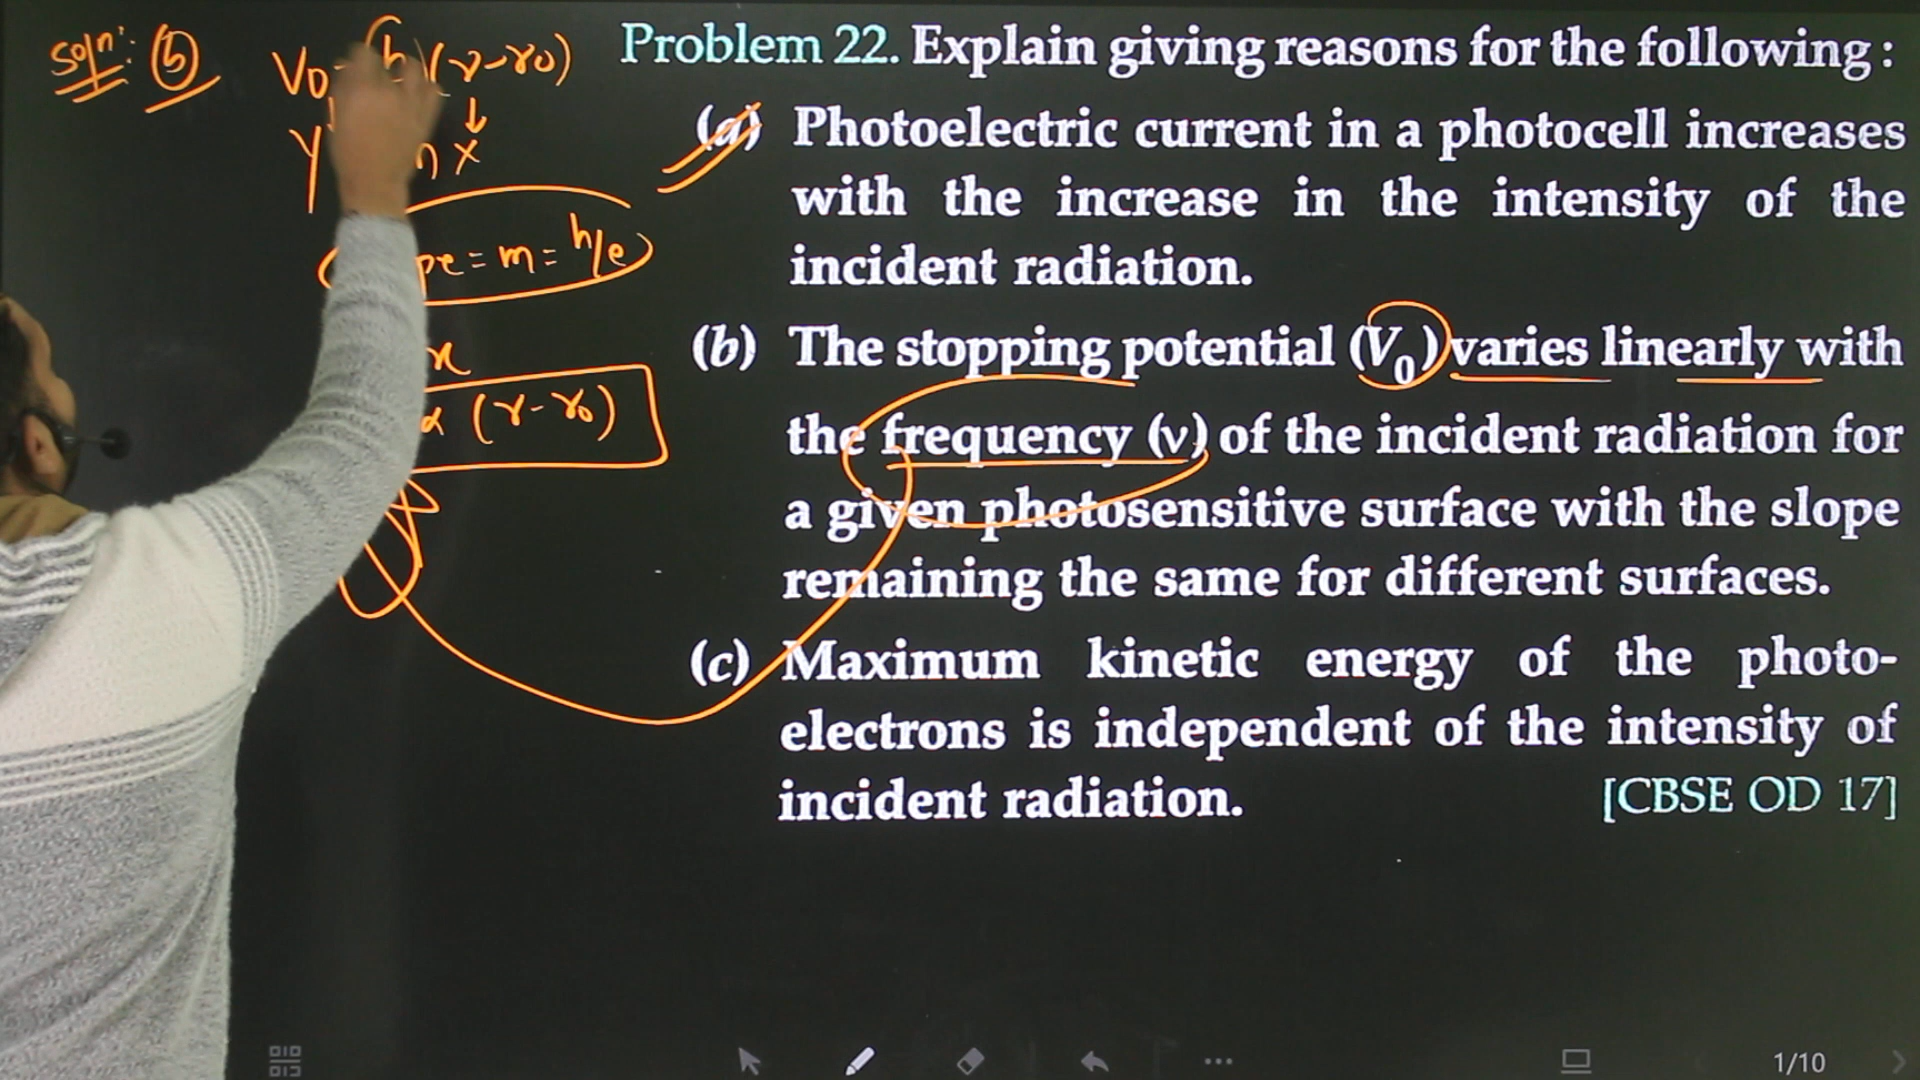 Soln: (b)
V0 (ν-ν0)
y x
= m = h/e
x
α (ν-ν0)
Problem 22. Explain giving reasons for the following :
(a) Photoelectric current in a photocell increases
with the increase in the intensity of the
incident radiation.
(b) The stopping potential (V₀) varies linearly with
the frequency (ν) of the incident radiation for
a given photosensitive surface with the slope
remaining the same for different surfaces.
(c) Maximum kinetic energy of the photo-
electrons is independent of the intensity of
incident radiation. [CBSE OD 17]
1/10